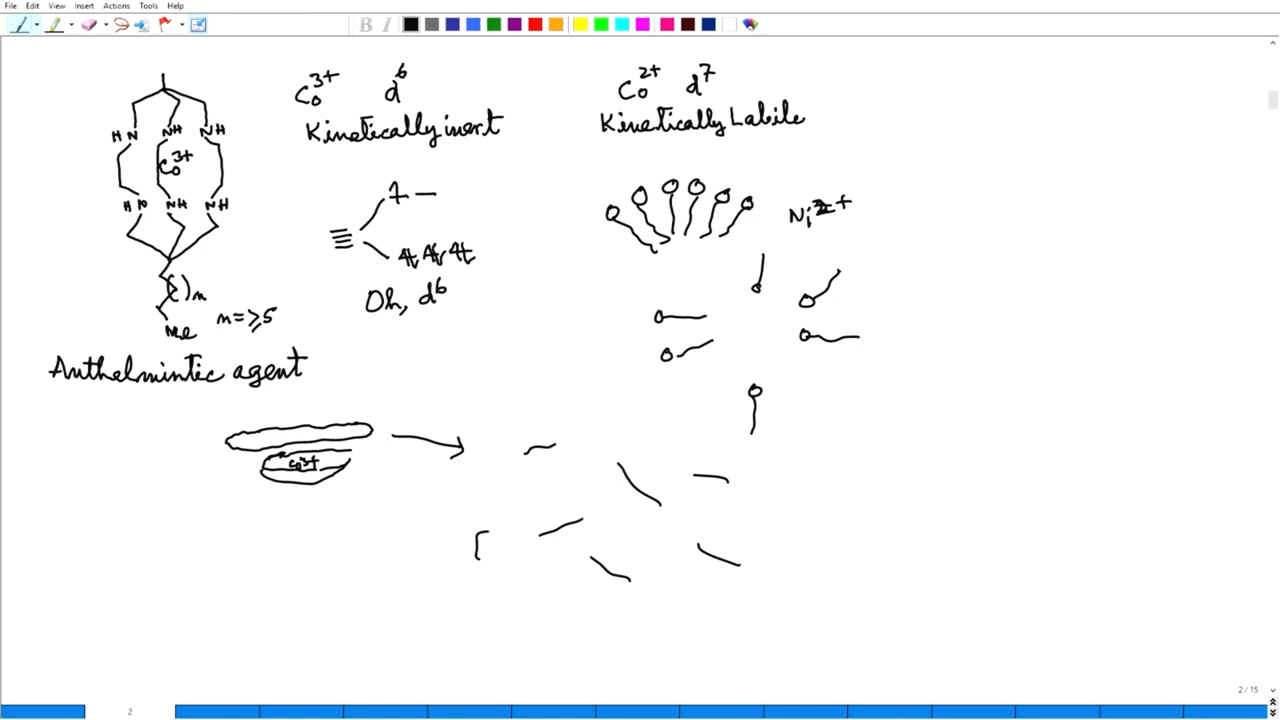 File Edit View Insert Actions Tools Help
B I
Co3+ d6
Kinetically inert
Co2+ d7
Kinetically Labile
HN NH NH
Co3+
HN NH NH
( )n
n=≥5
Me
Oh, d6
Ni2+
Anthelmintic agent
Co3+
2 / 15
2